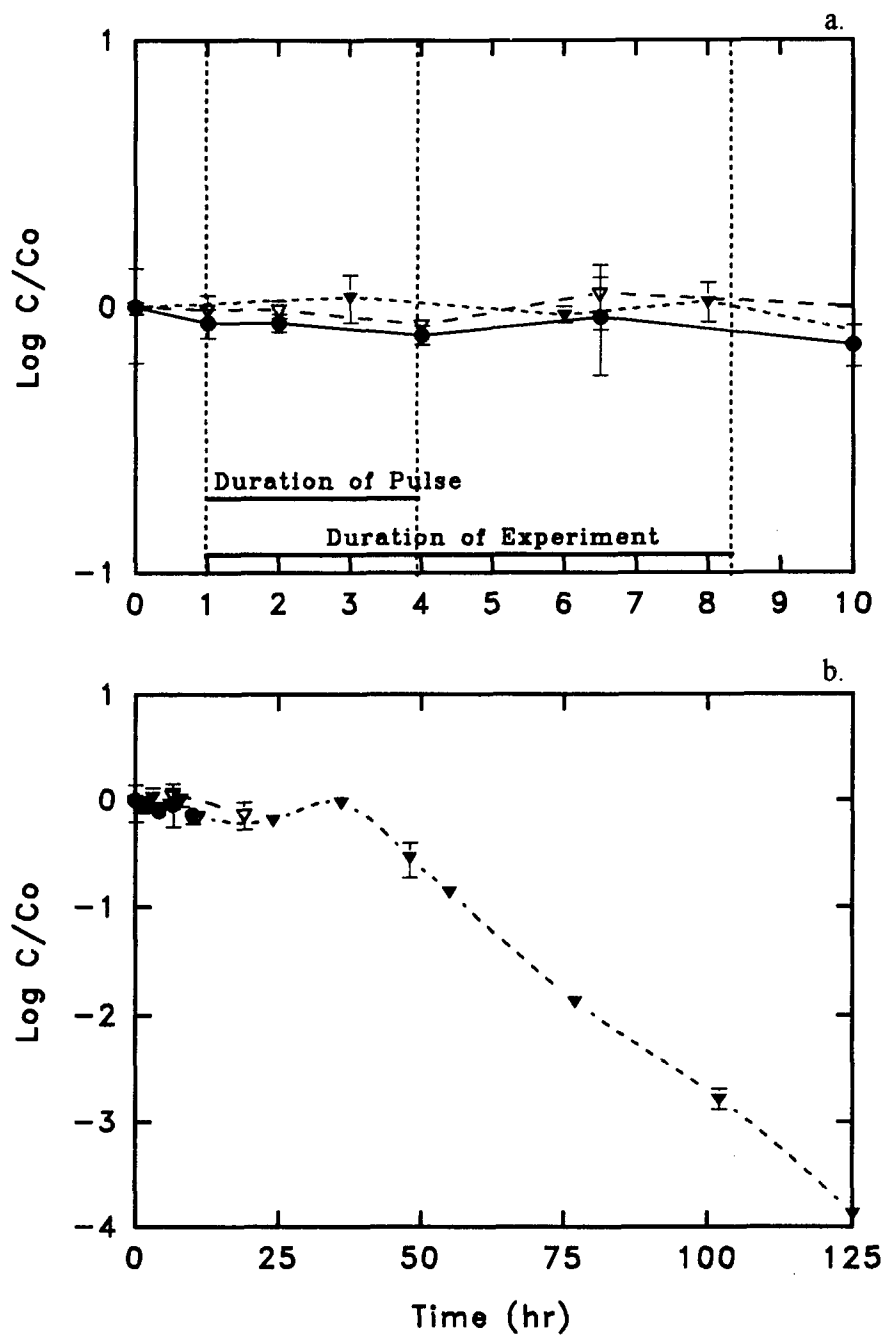 a.
1
0
-1
Log C/Co
Duration of Pulse
Duration of Experiment
0 1 2 3 4 5 6 7 8 9 10
b.
1
0
-1
-2
-3
-4
Log C/Co
0 25 50 75 100 125
Time (hr)